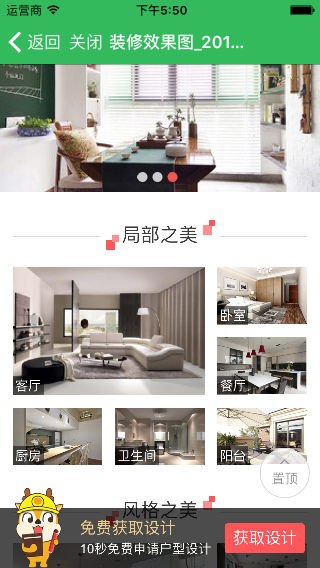 运营商 下午5:50
返回 关闭 装修效果图_201...
局部之美
卧室
客厅
餐厅
厨房 卫生间 阳台
置顶
风格之美
免费获取设计
10秒免费申请户型设计
获取设计